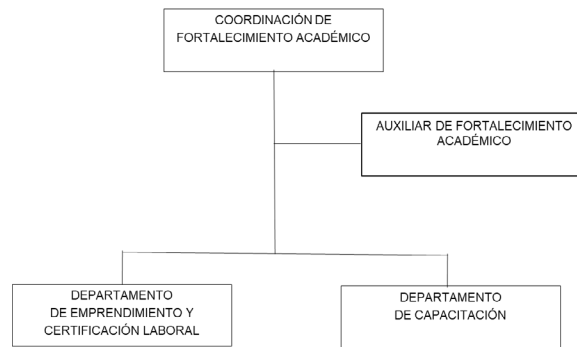 COORDINACIÓN DE
FORTALECIMIENTO ACADÉMICO
AUXILIAR DE FORTALECIMIENTO
ACADÉMICO
DEPARTAMENTO
DE EMPRENDIMIENTO Y
CERTIFICACIÓN LABORAL
DEPARTAMENTO
DE CAPACITACIÓN